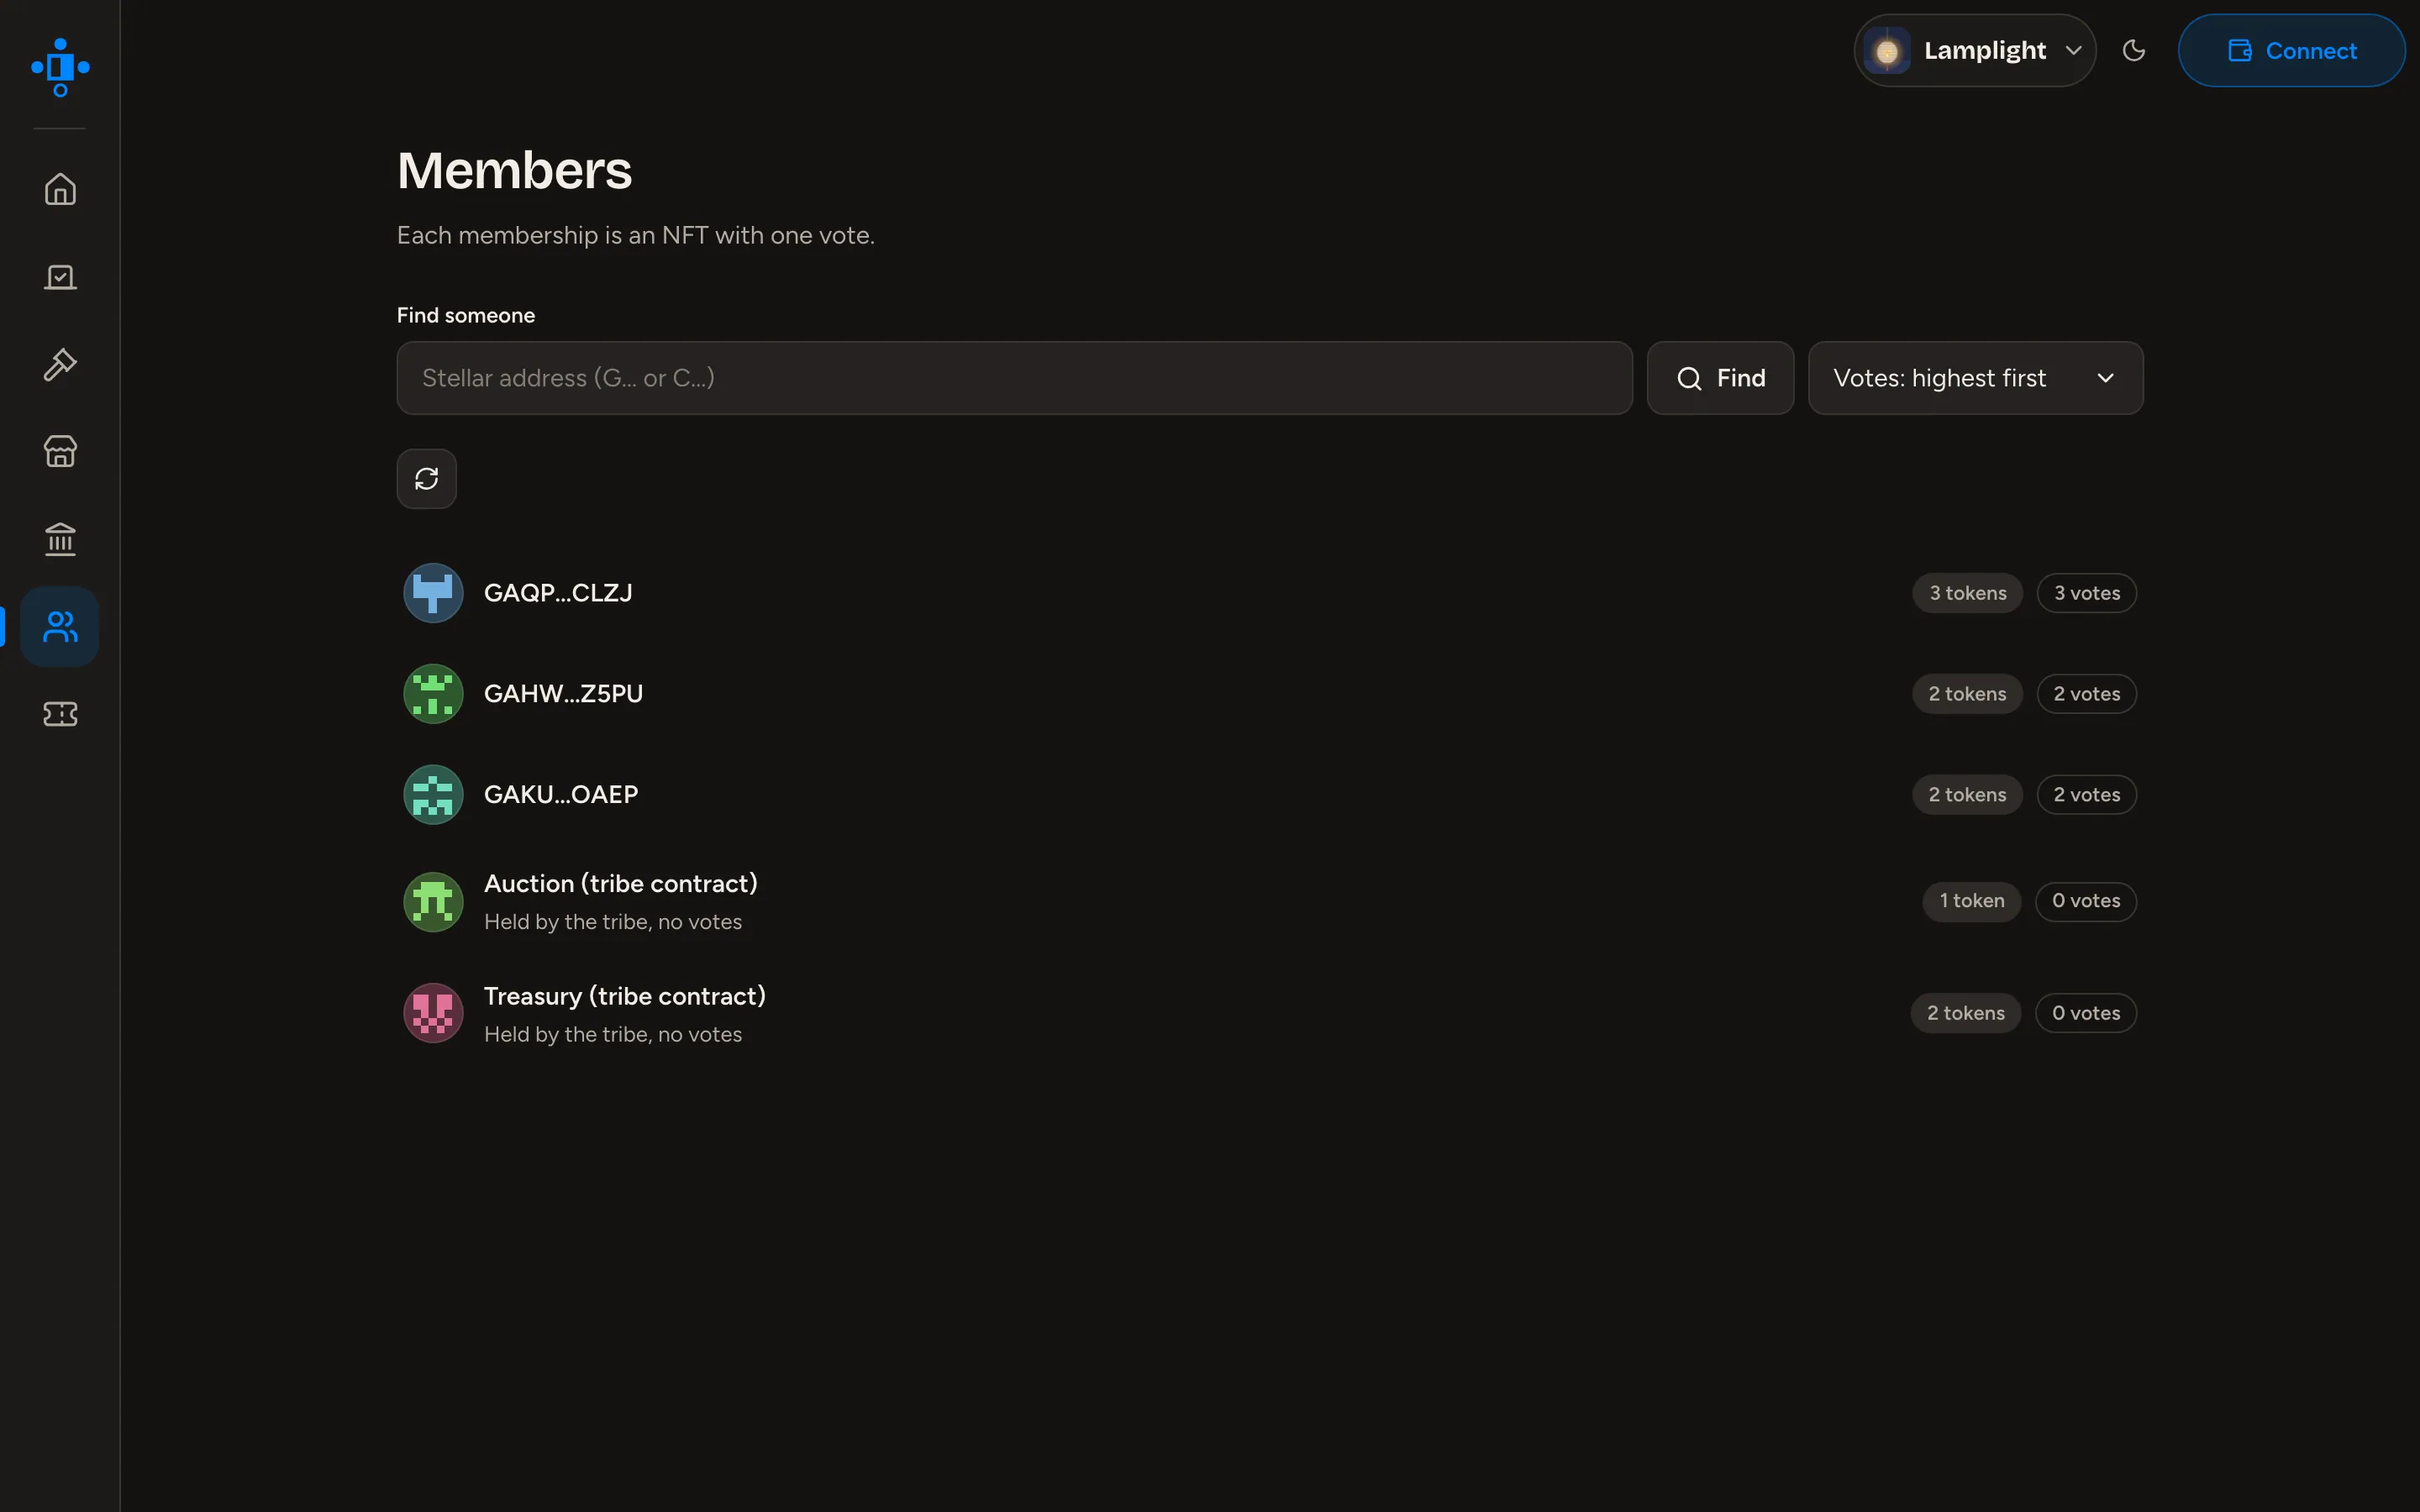 Lamplight
Connect
Members
Each membership is an NFT with one vote.
Find someone
Stellar address (G... or C...)
Find
Votes: highest first
GAQP...CLZJ
3 tokens
3 votes
GAHW...Z5PU
2 tokens
2 votes
GAKU...OAEP
2 tokens
2 votes
Auction (tribe contract)
Held by the tribe, no votes
1 token
0 votes
Treasury (tribe contract)
Held by the tribe, no votes
2 tokens
0 votes